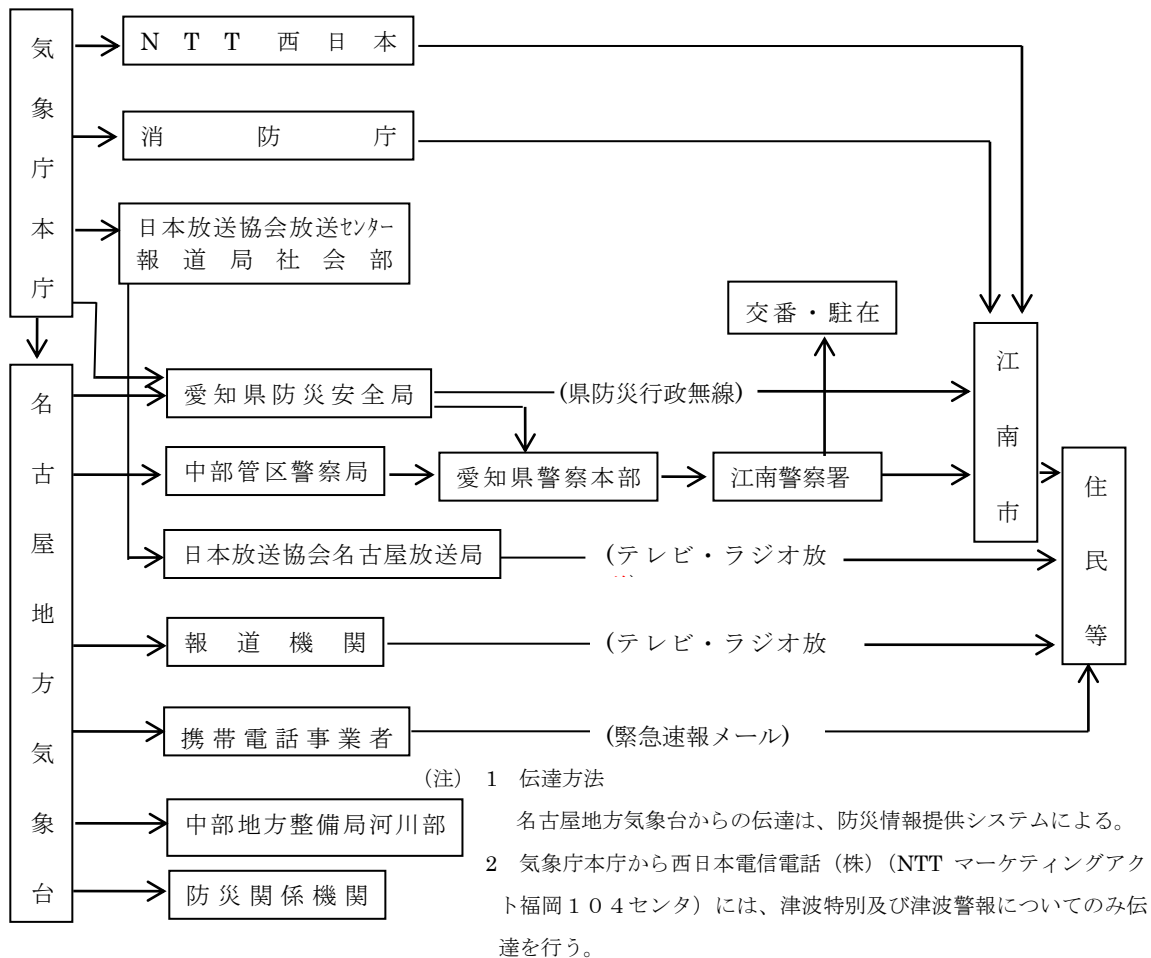 気象庁本庁
NTT西日本
消防庁
日本放送協会放送ｾﾝﾀｰ
報道局社会部
交番・駐在
江南市
名古屋地方気象台
愛知県防災安全局
(県防災行政無線)
中部管区警察局
愛知県警察本部
江南警察署
住民等
日本放送協会名古屋放送局
(テレビ・ラジオ放
報道機関
(テレビ・ラジオ放
携帯電話事業者
(緊急速報メール)
中部地方整備局河川部
防災関係機関
（注） 1 伝達方法
名古屋地方気象台からの伝達は、防災情報提供システムによる。
2 気象庁本庁から西日本電信電話（株）（NTT マーケティングアク
ト福岡１０４センタ）には、津波特別及び津波警報についてのみ伝
達を行う。